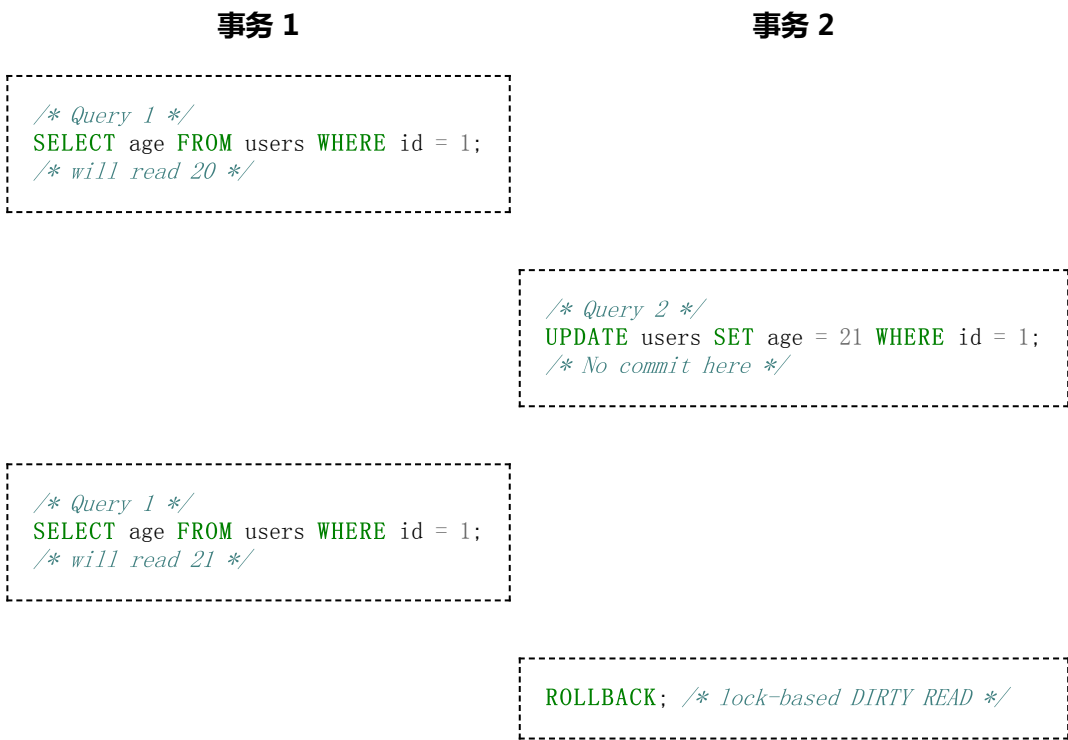 事务 1
事务 2
/* Query 1 */
SELECT age FROM users WHERE id = 1;
/* will read 20 */
/* Query 2 */
UPDATE users SET age = 21 WHERE id = 1;
/* No commit here */
/* Query 1 */
SELECT age FROM users WHERE id = 1;
/* will read 21 */
ROLLBACK; /* lock-based DIRTY READ */